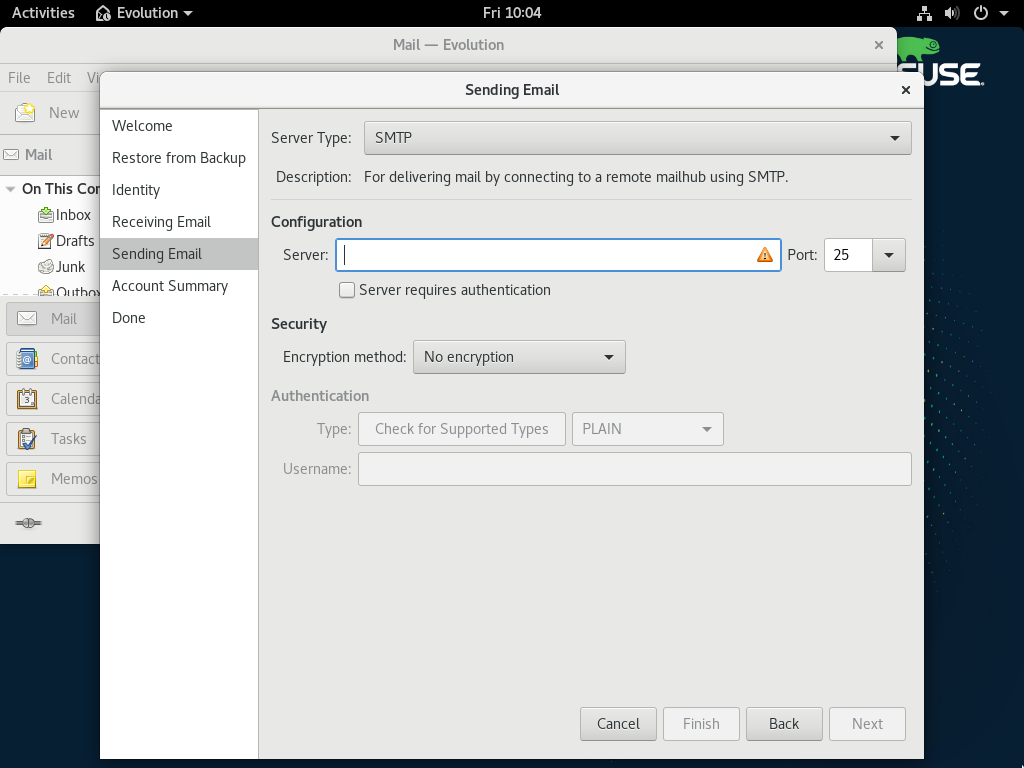 Activities Evolution Fri 10:04
Mail — Evolution
File Edit
New
Mail
On This
Inbox
Drafts
Junk
Outbox
Mail
Contact
Calenda
Tasks
Memos
Sending Email
Welcome
Restore from Backup
Identity
Receiving Email
Sending Email
Account Summary
Done
Server Type: SMTP
Description: For delivering mail by connecting to a remote mailhub using SMTP.
Configuration
Server: Port: 25
Server requires authentication
Security
Encryption method: No encryption
Authentication
Type: Check for Supported Types PLAIN
Username:
Cancel Finish Back Next